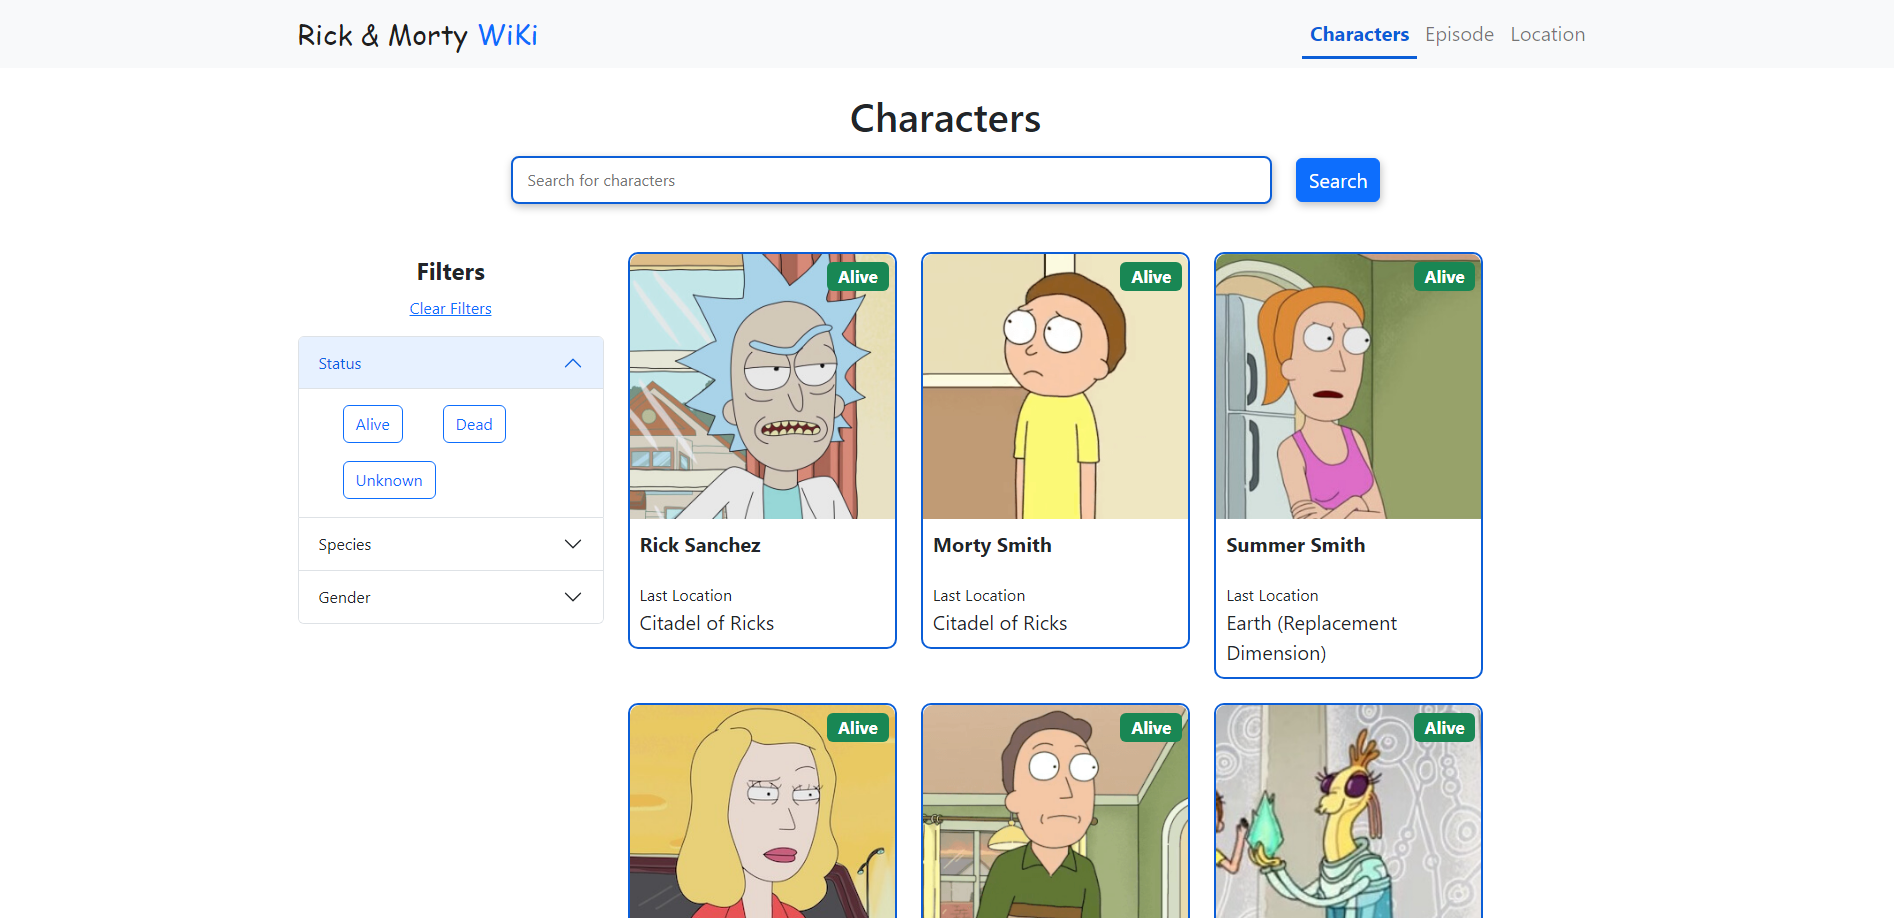 Rick & Morty WiKi
Characters Episode Location
Characters
Search for characters
Search
Filters
Clear Filters
Status
Alive Dead
Unknown
Species
Gender
Alive
Rick Sanchez
Last Location
Citadel of Ricks
Alive
Morty Smith
Last Location
Citadel of Ricks
Alive
Summer Smith
Last Location
Earth (Replacement
Dimension)
Alive
Alive
Alive